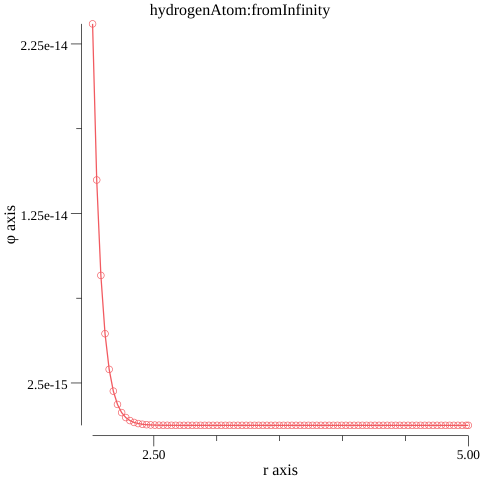 hydrogenAtom:fromInfinity
2.25e-14
1.25e-14
2.5e-15
φ axis
2.50
5.00
r axis